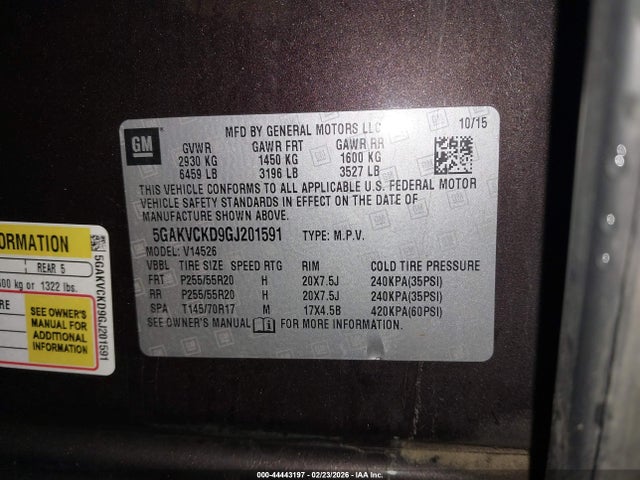 GM
MFD BY GENERAL MOTORS LLC
10/15
GVWR GAWR FRT GAWR RR
2930 KG 1450 KG 1600 KG
6459 LB 3196 LB 3527 LB
THIS VEHICLE CONFORMS TO ALL APPLICABLE U.S. FEDERAL MOTOR
VEHICLE SAFETY STANDARDS IN EFFECT ON THE DATE OF
MANUFACTURE SHOWN ABOVE.
5GAKVCKD9GJ201591 TYPE: M.P.V.
MODEL: V14526
VBBL TIRE SIZE SPEED RTG RIM COLD TIRE PRESSURE
FRT P255/55R20 H 20X7.5J 240KPA(35PSI)
RR P255/55R20 H 20X7.5J 240KPA(35PSI)
SPA T145/70R17 M 17X4.5B 420KPA(60PSI)
SEE OWNER'S MANUAL FOR MORE INFORMATION.
REAR 5
or 1322 lbs.
SEE OWNER'S
MANUAL FOR
ADDITIONAL
INFORMATION
5GAKVCKD9GJ201591
000-44443197 - 02/23/2026 - IAAI, Inc.